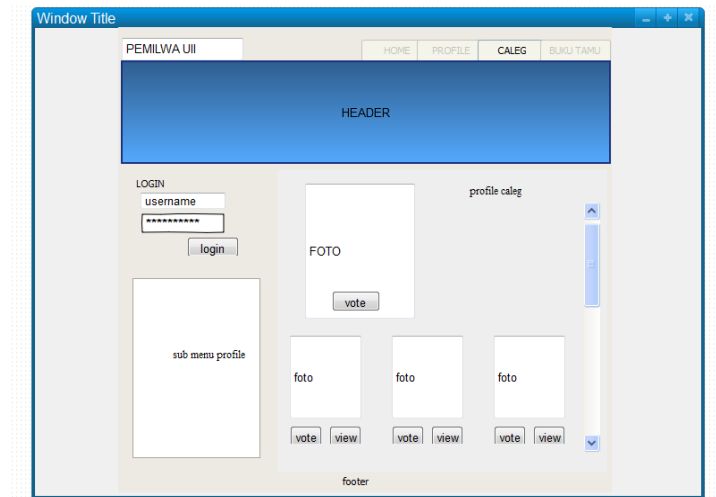 Window Title
PEMILWA UII
HOME PROFILE CALEG BUKU TAMU
HEADER
LOGIN
username
**********
login
sub menu profile
profile caleg
FOTO
vote
foto foto foto
vote view vote view vote view
footer